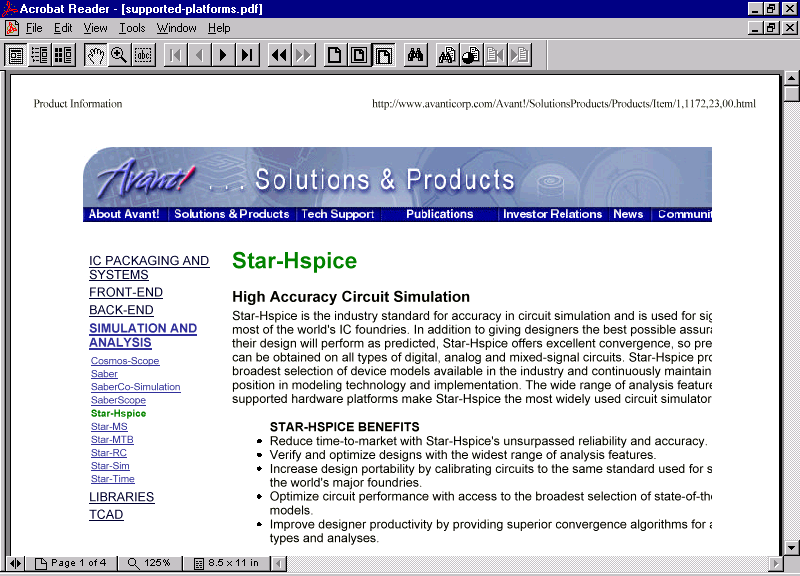 Acrobat Reader - [supported-platforms.pdf]
File Edit View Tools Window Help
abc
Product Information
http://www.avanticorp.com/Avant!/SolutionsProducts/Products/Item/1,1172,23,00.html
Avant! ... Solutions & Products
About Avant! Solutions & Products Tech Support Publications Investor Relations News Communit
IC PACKAGING AND
SYSTEMS
FRONT-END
BACK-END
SIMULATION AND
ANALYSIS
Cosmos-Scope
Saber
SaberCo-Simulation
SaberScope
Star-Hspice
Star-MS
Star-MTB
Star-RC
Star-Sim
Star-Time
LIBRARIES
TCAD
Star-Hspice
High Accuracy Circuit Simulation
Star-Hspice is the industry standard for accuracy in circuit simulation and is used for sig
most of the world's IC foundries. In addition to giving designers the best possible assura
their design will perform as predicted, Star-Hspice offers excellent convergence, so pre
can be obtained on all types of digital, analog and mixed-signal circuits. Star-Hspice pro
broadest selection of device models available in the industry and continuously maintain
position in modeling technology and implementation. The wide range of analysis feature
supported hardware platforms make Star-Hspice the most widely used circuit simulator
STAR-HSPICE BENEFITS
• Reduce time-to-market with Star-Hspice's unsurpassed reliability and accuracy.
• Verify and optimize designs with the widest range of analysis features.
• Increase design portability by calibrating circuits to the same standard used for s
the world's major foundries.
• Optimize circuit performance with access to the broadest selection of state-of-the
models.
• Improve designer productivity by providing superior convergence algorithms for a
types and analyses.
Page 1 of 4 125% 8.5 x 11 in